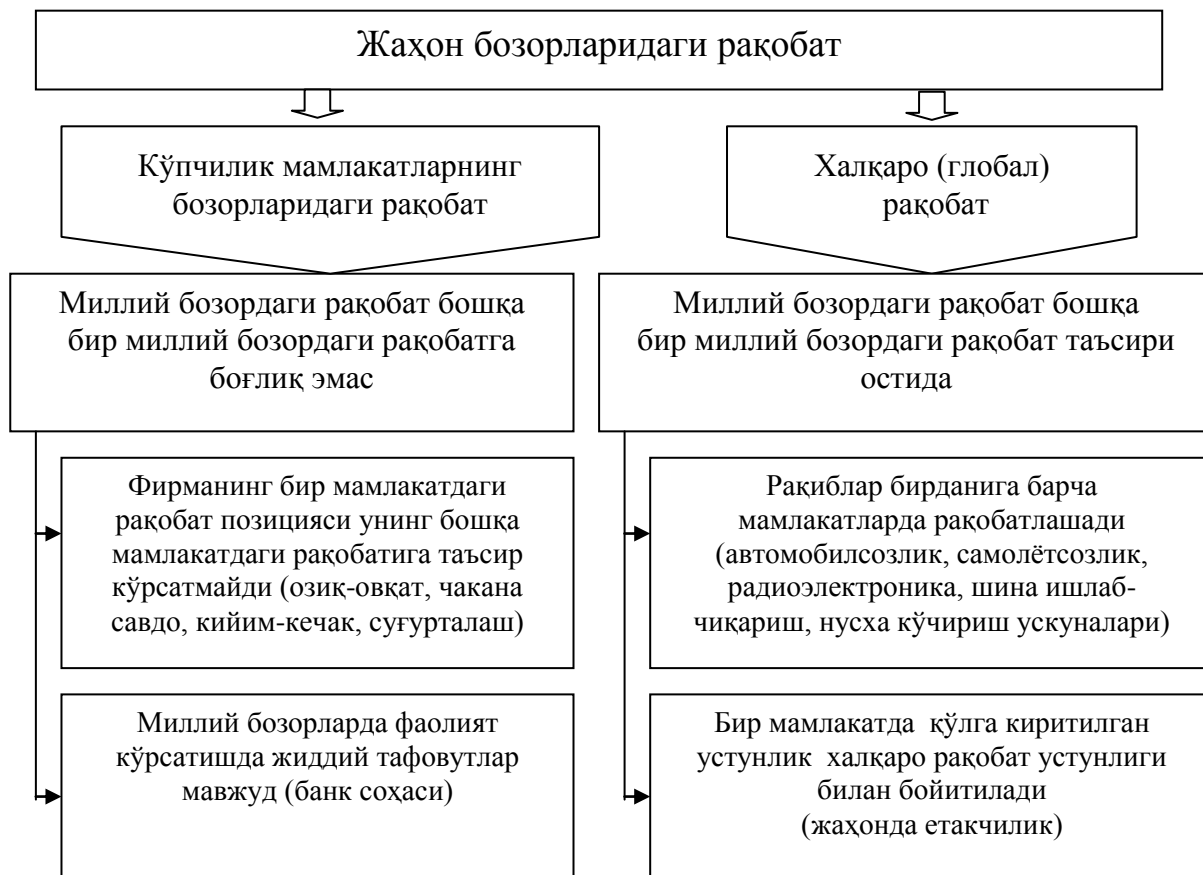 Жаҳон бозорларидаги рақобат
Кўпчилик мамлакатларнинг
бозорларидаги рақобат
Халқаро (глобал)
рақобат
Миллий бозордаги рақобат бошқа
бир миллий бозордаги рақобатга
боғлиқ эмас
Миллий бозордаги рақобат бошқа
бир миллий бозордаги рақобат таъсири
остида
Фирманинг бир мамлакатдаги
рақобат позицияси унинг бошқа
мамлакатдаги рақобатига таъсир
кўрсатмайди (озиқ-овқат, чакана
савдо, кийим-кечак, суғурталаш)
Рақиблар бирданига барча
мамлакатларда рақобатлашади
(автомобилсозлик, самолётсозлик,
радиоэлектроника, шина ишлаб-
чиқариш, нусха кўчириш ускуналари)
Миллий бозорларда фаолият
кўрсатишда жиддий тафовутлар
мавжуд (банк соҳаси)
Бир мамлакатда қўлга киритилган
устунлик халқаро рақобат устунлиги
билан бойитилади
(жаҳонда етакчилик)